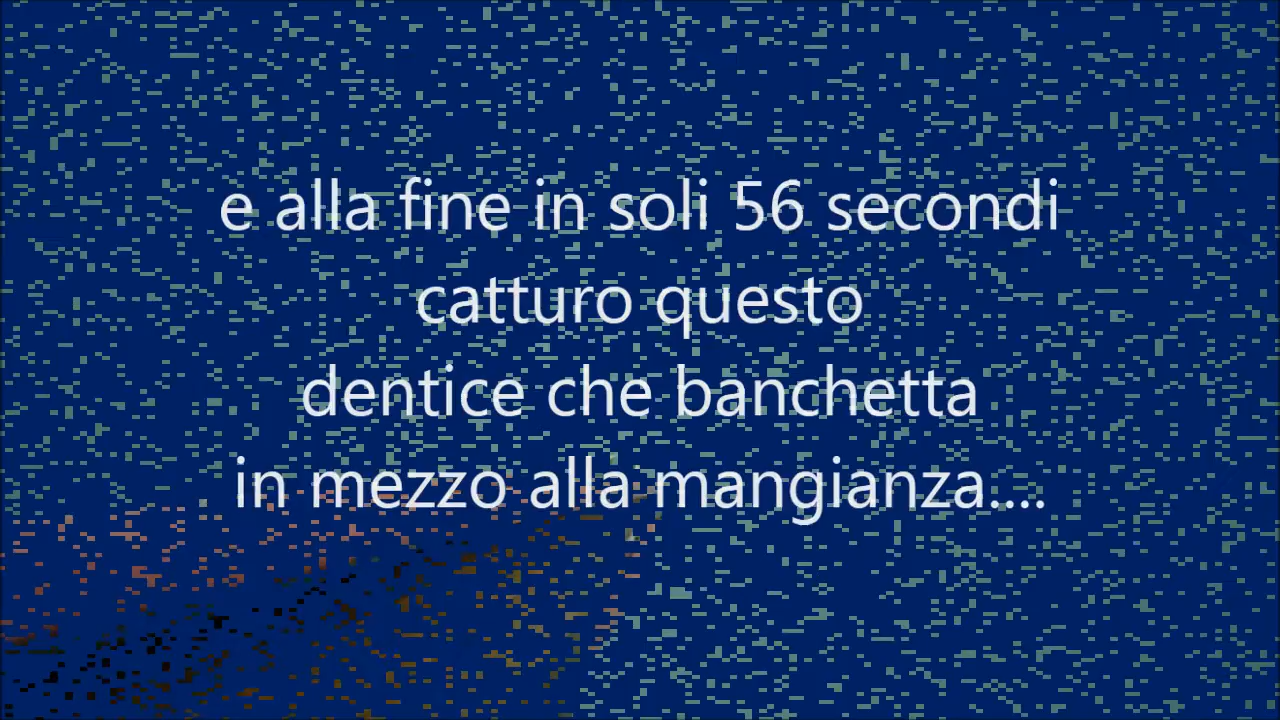 e alla fine in soli 56 secondi
catturo questo
dentice che banchetta
in mezzo alla mangianza....